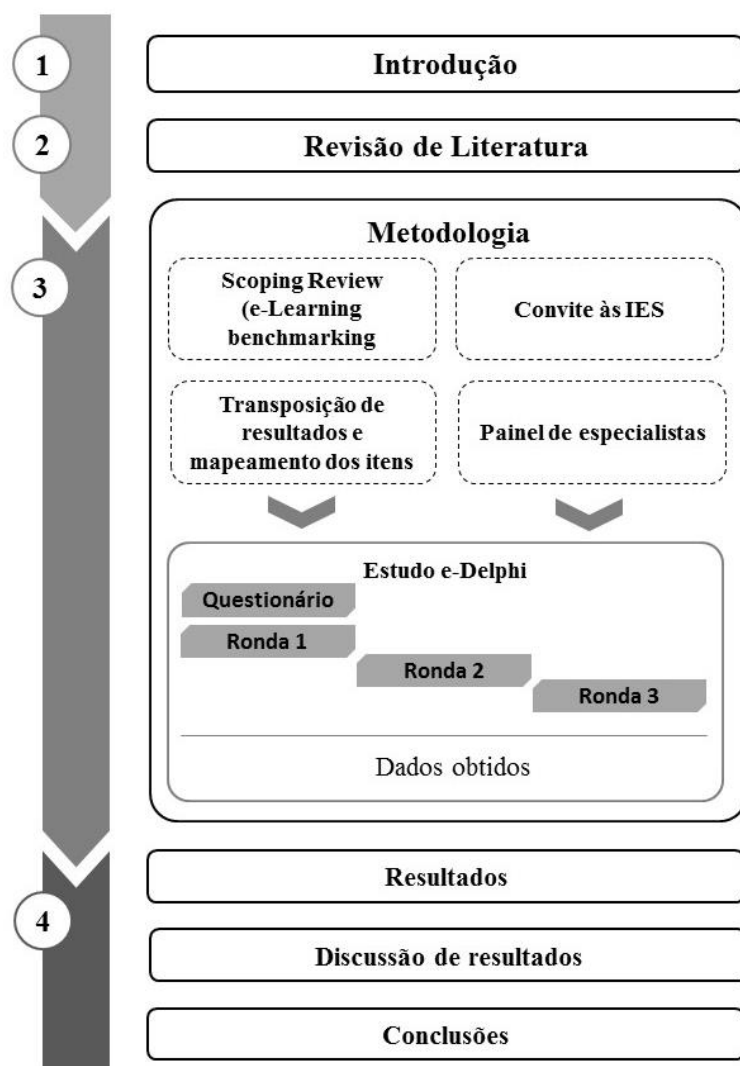 1
Introdução
2
Revisão de Literatura
3
Metodologia
Scoping Review
(e-Learning
benchmarking
Convite às IES
Transposição de
resultados e
mapeamento dos itens
Painel de especialistas
Estudo e-Delphi
Questionário
Ronda 1
Ronda 2
Ronda 3
Dados obtidos
4
Resultados
Discussão de resultados
Conclusões